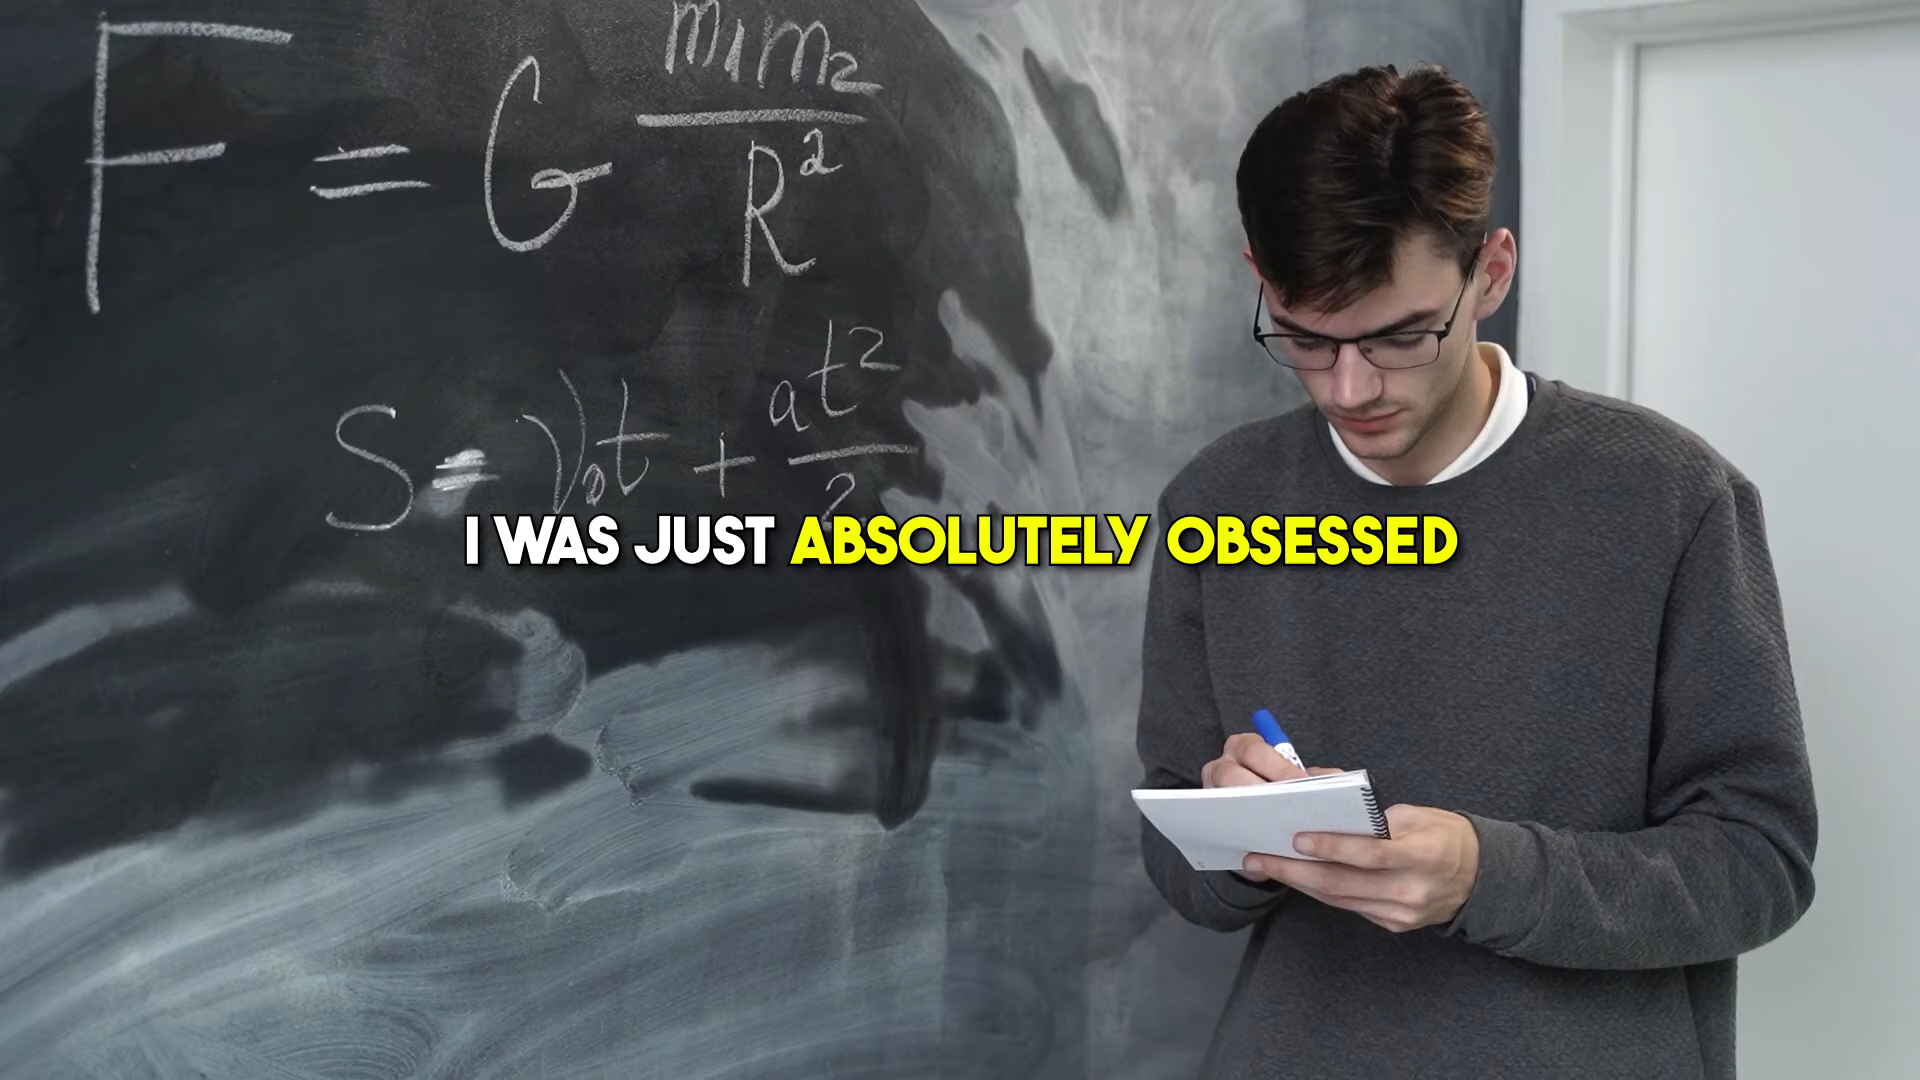 F = G m1m2/R²
S = V₀t + at²/2
I WAS JUST ABSOLUTELY OBSESSED